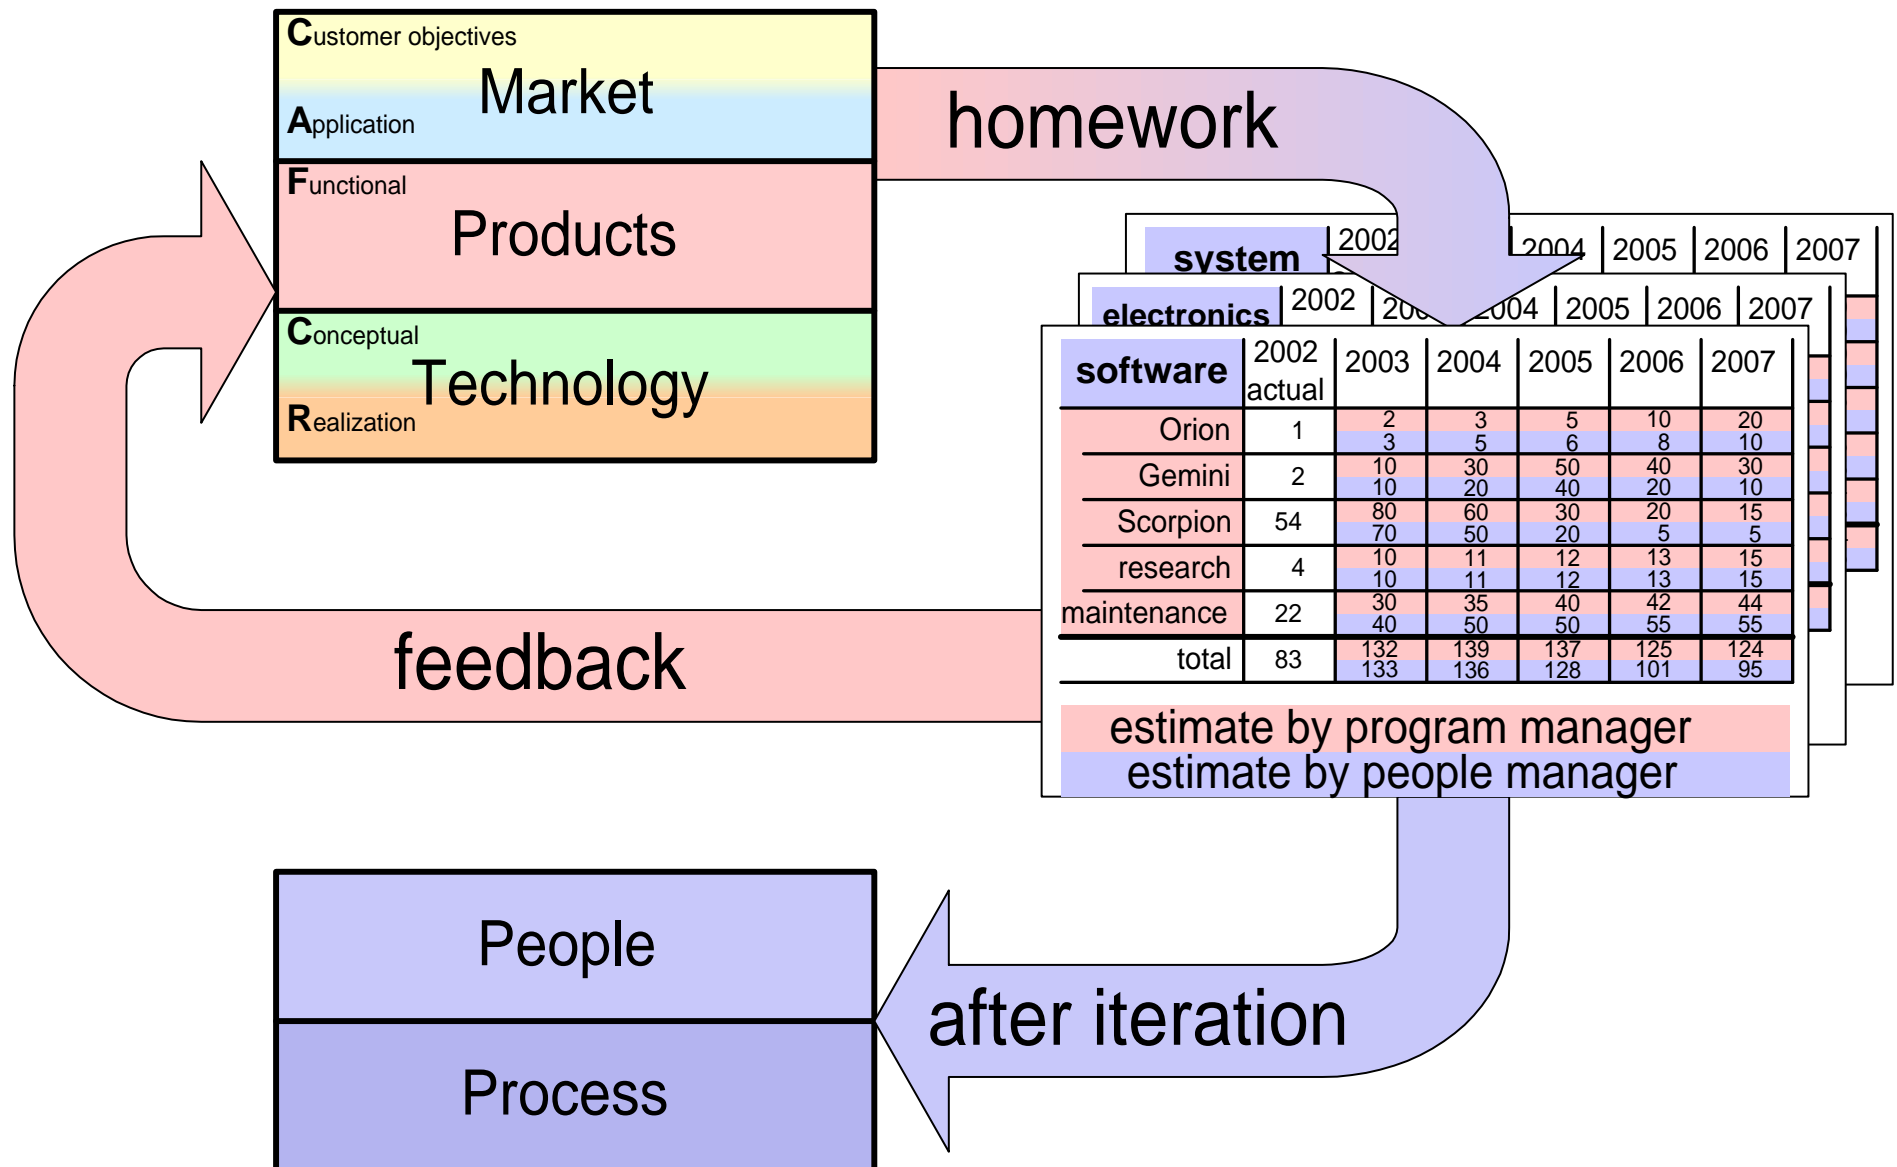 Customer objectives
Market
Application
Functional
Products
Conceptual
Technology
Realization
homework
feedback
system 2002 2004 2005 2006 2007
electronics 2002 2004 2005 2006 2007
software 2002 actual 2003 2004 2005 2006 2007
Orion 1 2 3 5 10 20
3 5 6 8 10
Gemini 2 10 30 50 40 30
10 20 40 20 10
Scorpion 54 80 60 30 20 15
70 50 20 5 5
research 4 10 11 12 13 15
10 11 12 13 15
maintenance 22 30 35 40 42 44
40 50 50 55 55
total 83 132 139 137 125 124
133 136 128 101 95
estimate by program manager
estimate by people manager
People
Process
after iteration